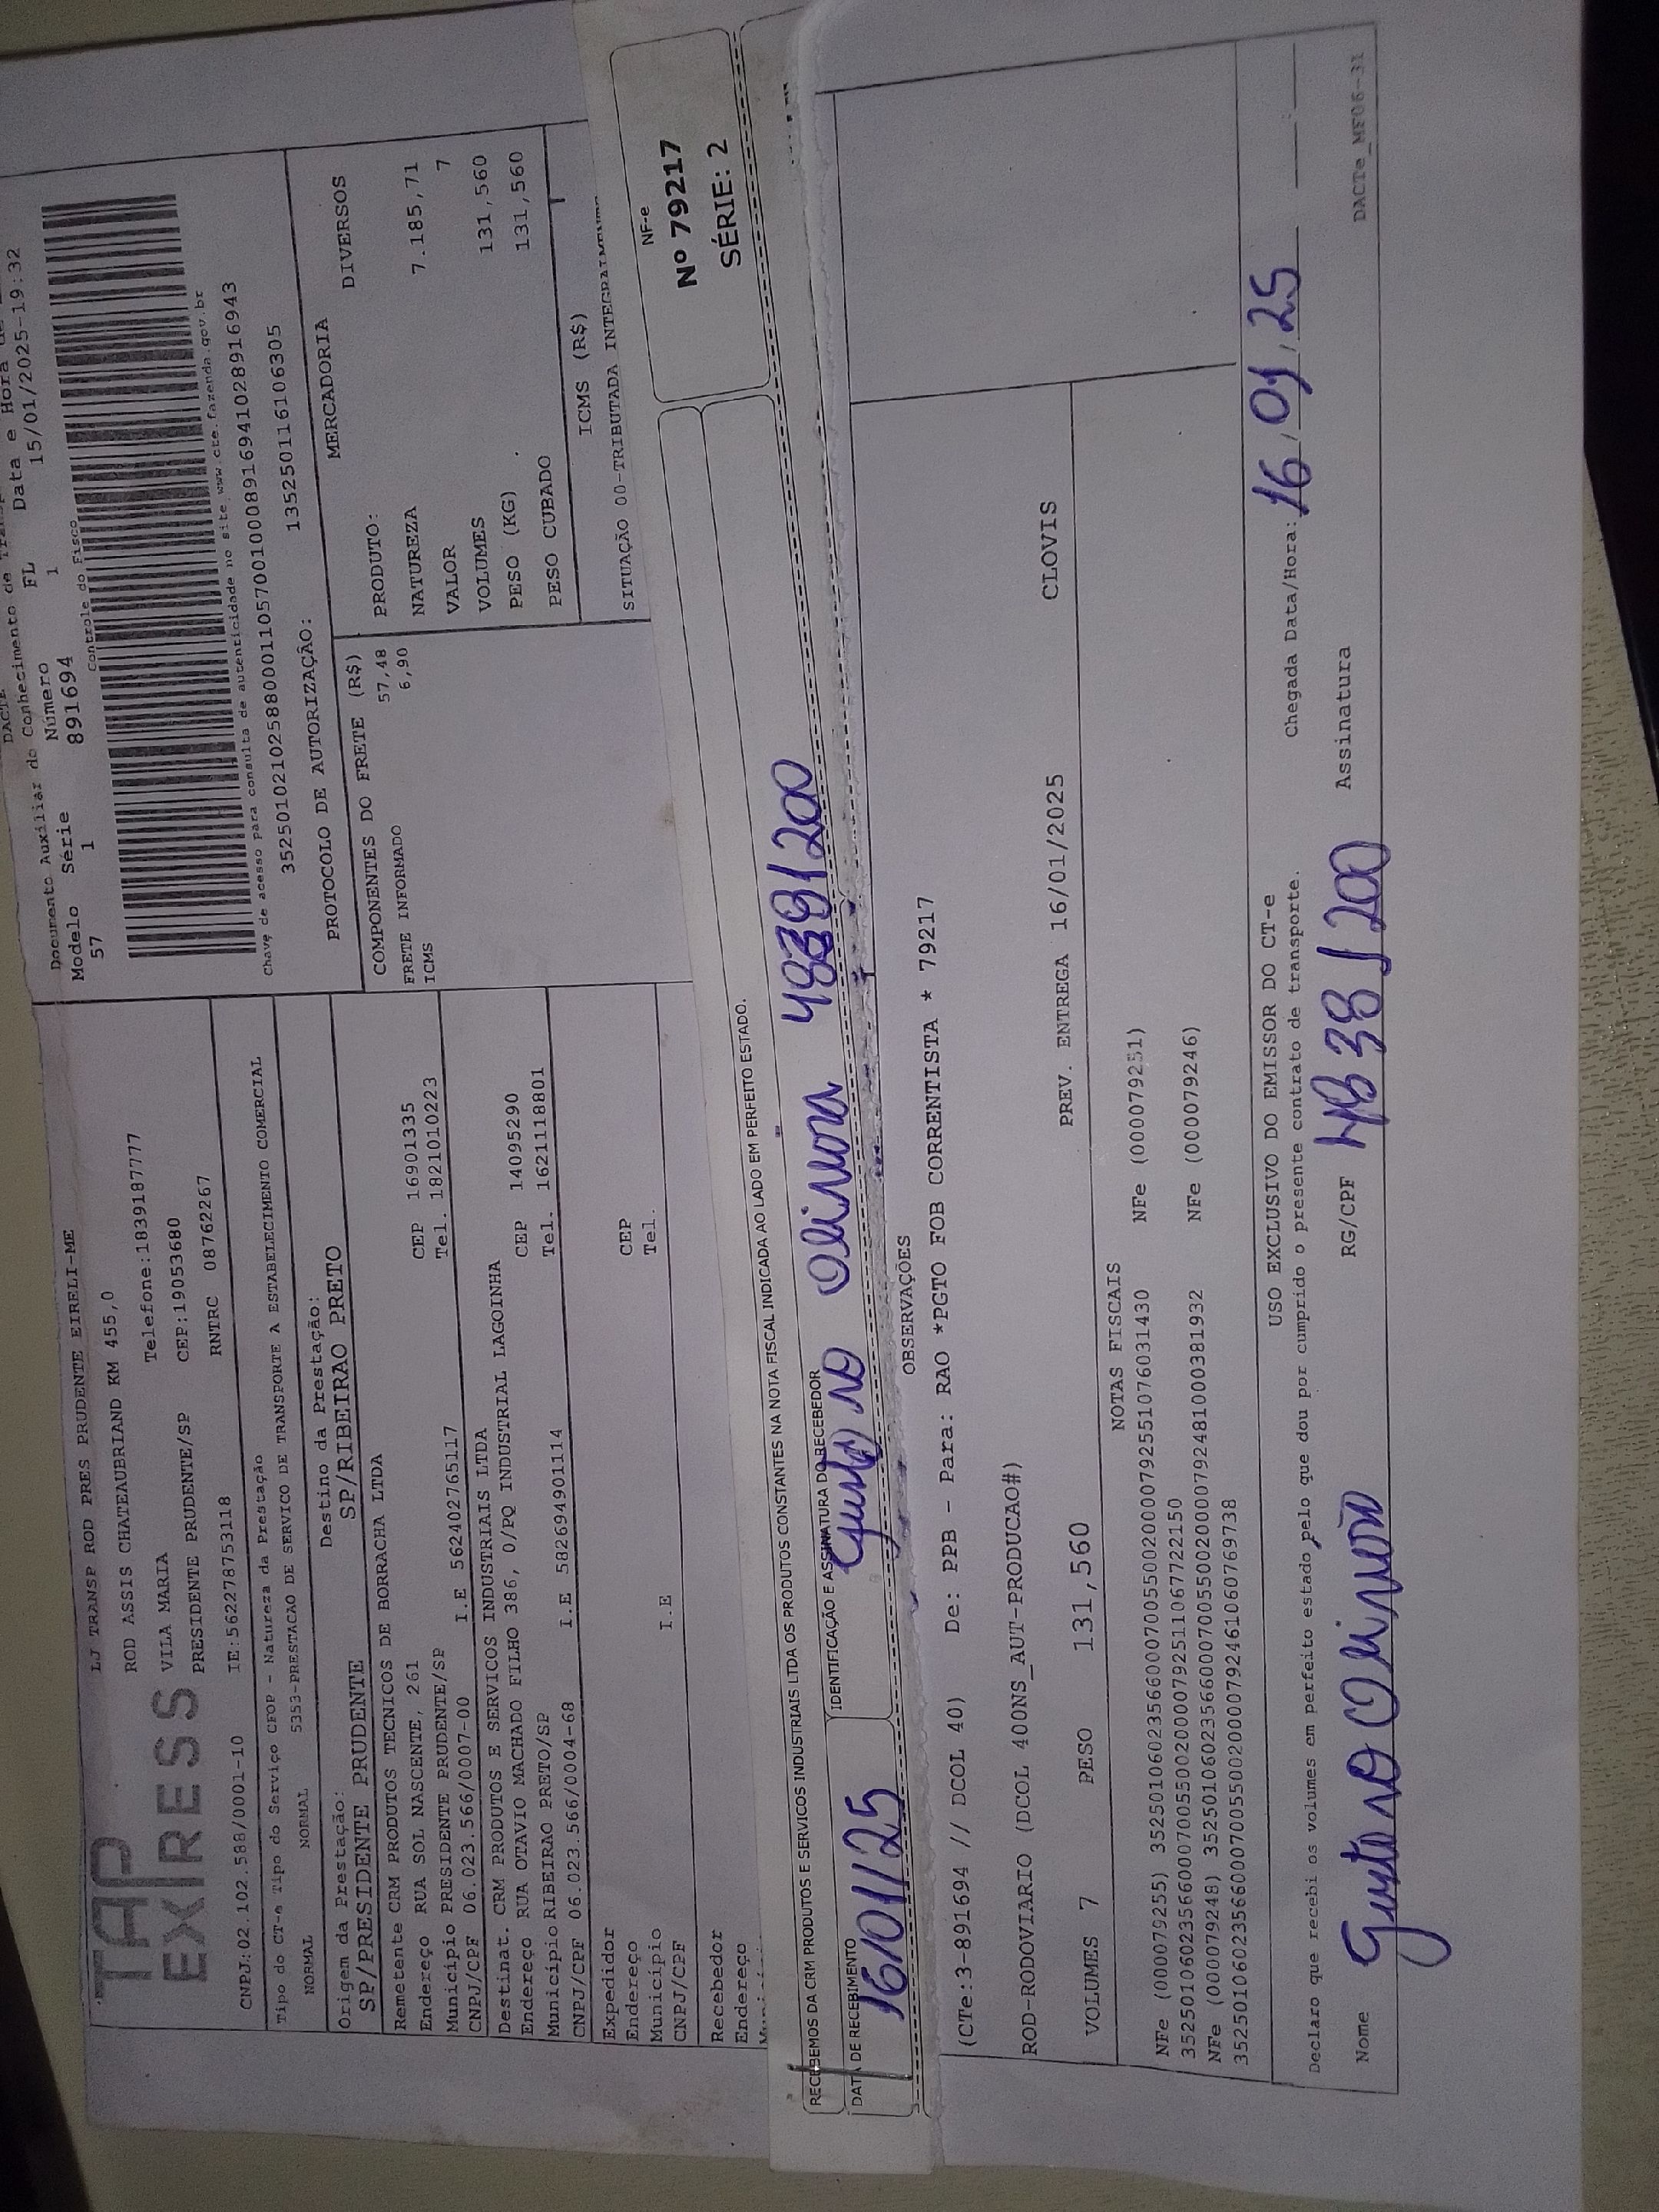 TAP
EXPRESS
LJ TRANSP ROD PRES PRUDENTE EIRELI-ME
ROD ASSIS CHATEAUBRIAND KM 455,0
Telefone:1839187777
VILA MARIA CEP:19053680
PRESIDENTE PRUDENTE/SP
RNTRC 08762267
CNPJ.:02.102.588/0001-10 IE:562278753118
DACTE
Documento Auxiliar do Conhecimento de
Modelo Série Número FL Data e Hora de
57 1 891694 1 15/01/2025-19:32
Controle do Fisco
Chave de acesso para consulta de autenticidade no site www.cte.fazenda.gov.br
35250102102588000110570010008916941028916943
PROTOCOLO DE AUTORIZAÇÃO: 135250116106305
Tipo do CT-e Tipo do Serviço CFOP - Natureza da Prestação
NORMAL NORMAL 5353-PRESTACAO DE SERVICO DE TRANSPORTE A ESTABELECIMENTO COMERCIAL
Origem da Prestação: Destino da Prestação:
SP/PRESIDENTE PRUDENTE SP/RIBEIRAO PRETO
Remetente CRM PRODUTOS TECNICOS DE BORRACHA LTDA
Endereço RUA SOL NASCENTE, 261 CEP 16901335
Município PRESIDENTE PRUDENTE/SP Tel. 1821010223
CNPJ/CPF 06.023.566/0007-00 I.E 562402765117
Destinat. CRM PRODUTOS E SERVICOS INDUSTRIAIS LTDA
Endereço RUA OTAVIO MACHADO FILHO 386, 0/PQ INDUSTRIAL LAGOINHA
Município RIBEIRAO PRETO/SP CEP 14095290
CNPJ/CPF 06.023.566/0004-68 I.E 582694901114 Tel. 1621118801
Expedidor
Endereço CEP
Município Tel.
CNPJ/CPF I.E
Recebedor
Endereço
COMPONENTES DO FRETE (R$)
FRETE INFORMADO 57,48
ICMS 6,90
MERCADORIA
PRODUTO: DIVERSOS
NATUREZA
VALOR 7.185,71
VOLUMES 7
PESO (KG) 131,560
PESO CUBADO 131,560
ICMS (R$)
SITUAÇÃO 00-TRIBUTADA
NF-e
Nº 79217
SÉRIE: 2
RECEBEMOS DA CRM PRODUTOS E SERVICOS INDUSTRIAIS LTDA OS PRODUTOS CONSTANTES NA NOTA FISCAL INDICADA AO LADO EM PERFEITO ESTADO.
DATA DE RECEBIMENTO IDENTIFICAÇÃO E ASSINATURA DO RECEBEDOR
16/01/25
OBSERVAÇÕES
(CTe:3-891694 // DCOL 40) De: PPB - Para: RAO *PGTO FOB CORRENTISTA * 79217
ROD-RODOVIARIO (DCOL 400NS_AUT-PRODUCAO#)
PREV. ENTREGA 16/01/2025 CLOVIS
VOLUMES 7 PESO 131,560
NOTAS FISCAIS
NFe (000079255) 35250106023566000700550020000792551076031430 NFe (000079251)
35250106023566000700550020000792511067722150
NFe (000079248) 35250106023566000700550020000792481000381932 NFe (000079246)
35250106023566000700550020000792461060769738
USO EXCLUSIVO DO EMISSOR DO CT-e
Declaro que recebi os volumes em perfeito estado pelo que dou por cumprido o presente contrato de transporte.
Chegada Data/Hora: 16/01/25
Nome RG/CPF Assinatura
DACTe_MF06-31